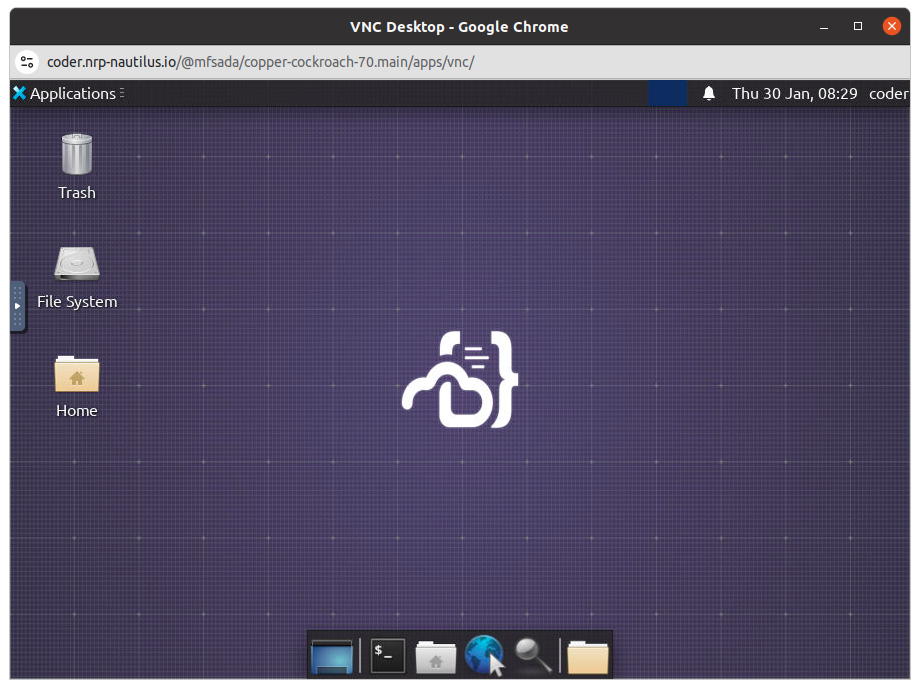 VNC Desktop - Google Chrome
coder.nrp-nautilus.io/@mfsada/copper-cockroach-70.main/apps/vnc/
Applications Thu 30 Jan, 08:29 coder
Trash
File System
Home
$_